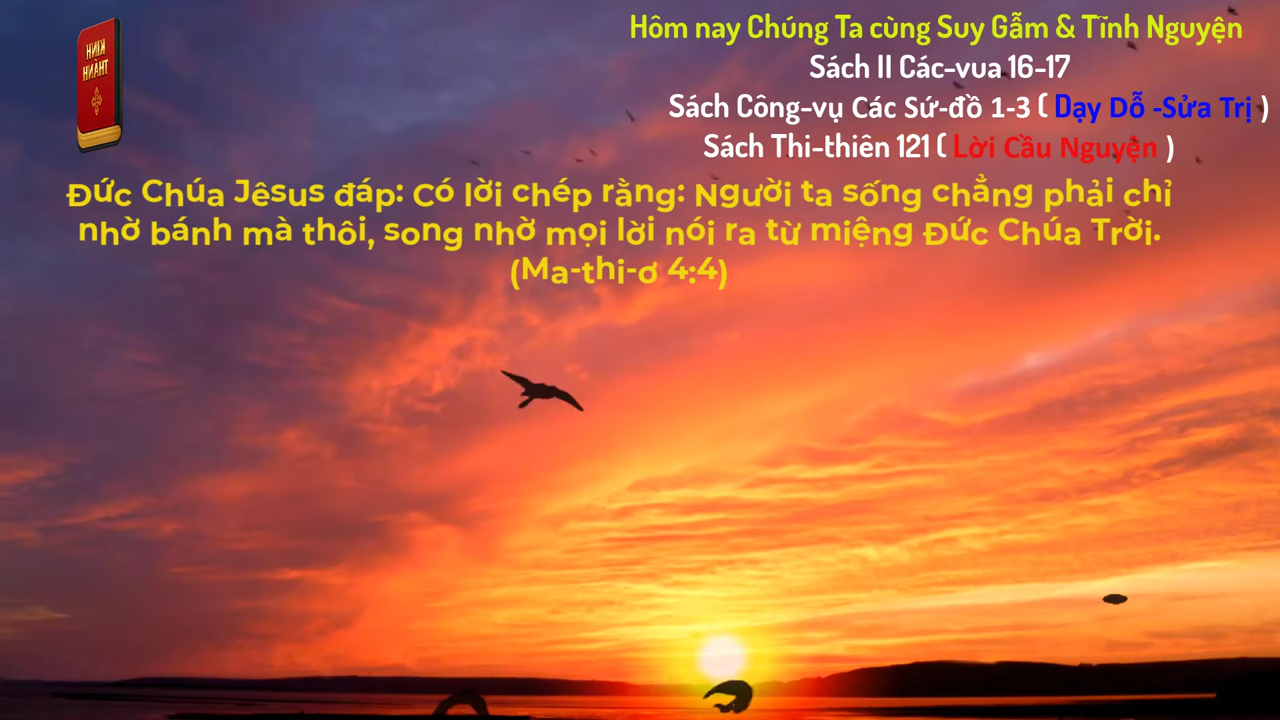 KINH
THÁNH
Hôm nay Chúng Ta cùng Suy Gẫm & Tĩnh Nguyện
Sách II Các-vua 16-17
Sách Công-vụ Các Sứ-đồ 1-3 ( Dạy Dỗ -Sửa Trị )
Sách Thi-thiên 121 ( Lời Cầu Nguyện )
Đức Chúa Jêsus đáp: Có lời chép rằng: Người ta sống chẳng phải chỉ
nhờ bánh mà thôi, song nhờ mọi lời nói ra từ miệng Đức Chúa Trời.
(Ma-thi-ơ 4:4)